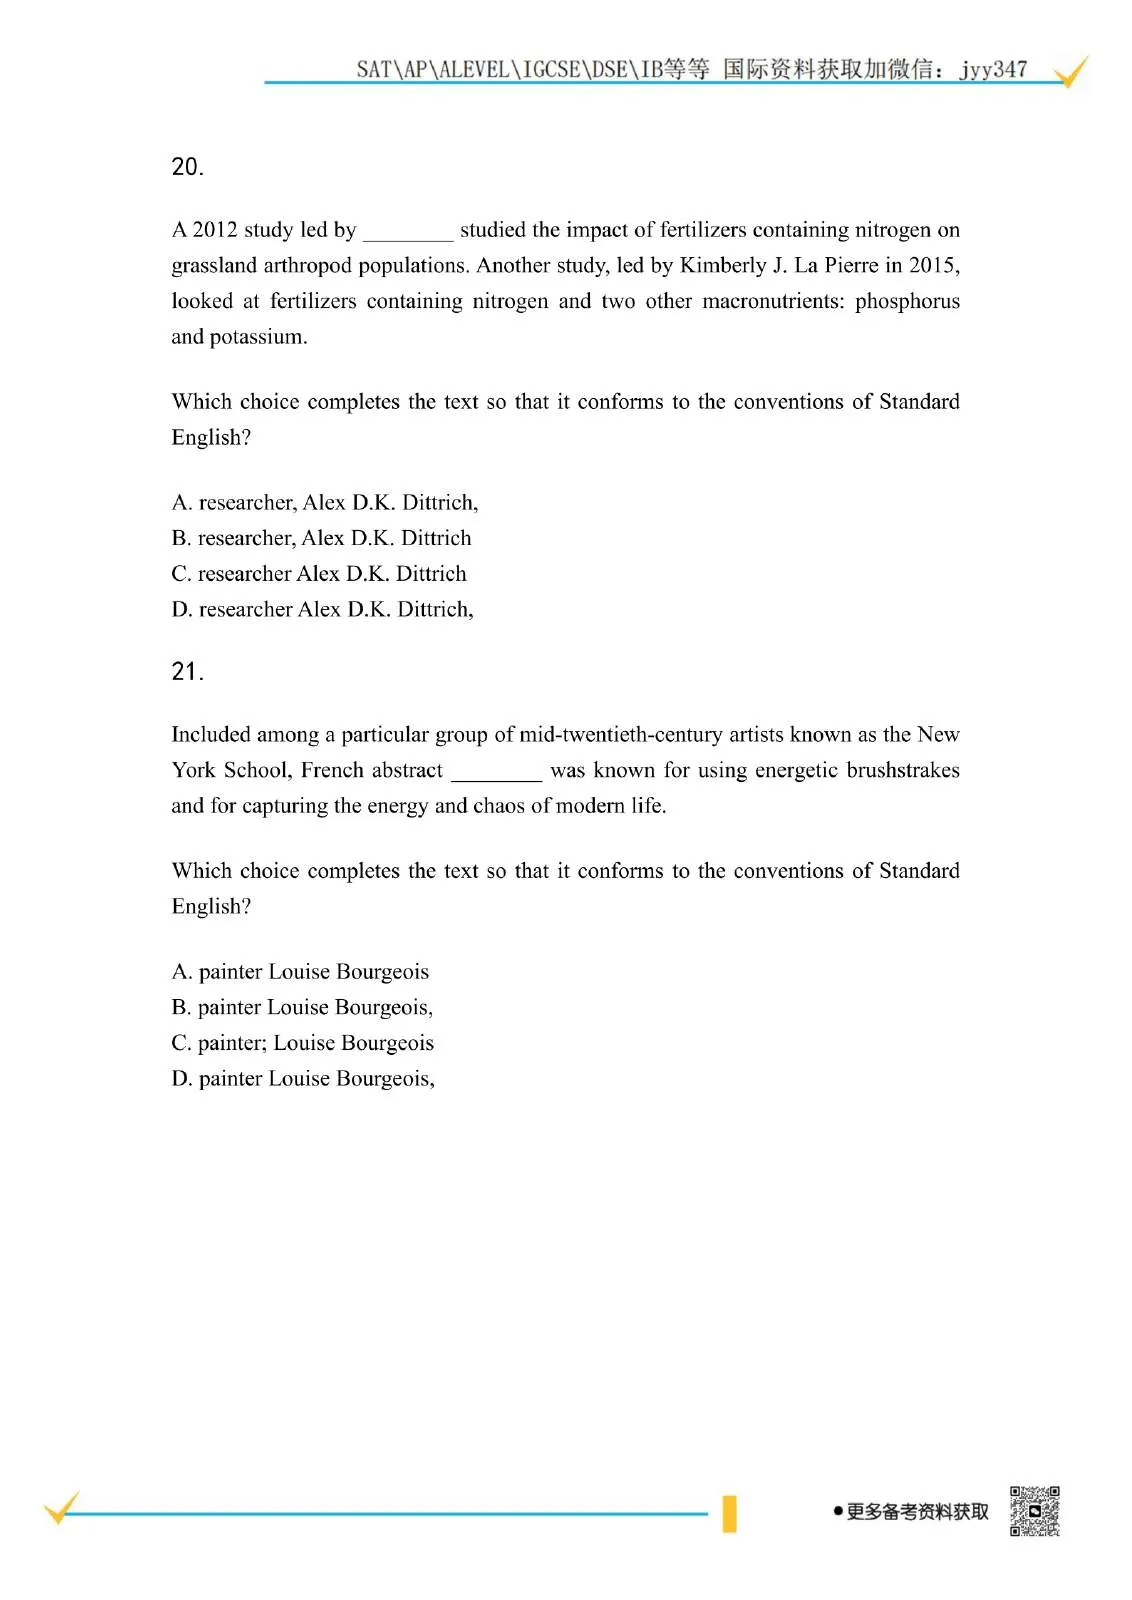 SAT\AP\ALEVEL\IGCSE\DSE\IB等等 国际资料获取加微信：jyy347
20.
A 2012 study led by ________ studied the impact of fertilizers containing nitrogen on
grassland arthropod populations. Another study, led by Kimberly J. La Pierre in 2015,
looked at fertilizers containing nitrogen and two other macronutrients: phosphorus
and potassium.
Which choice completes the text so that it conforms to the conventions of Standard
English?
A. researcher, Alex D.K. Dittrich,
B. researcher, Alex D.K. Dittrich
C. researcher Alex D.K. Dittrich
D. researcher Alex D.K. Dittrich,
21.
Included among a particular group of mid-twentieth-century artists known as the New
York School, French abstract ________ was known for using energetic brushstrakes
and for capturing the energy and chaos of modern life.
Which choice completes the text so that it conforms to the conventions of Standard
English?
A. painter Louise Bourgeois
B. painter Louise Bourgeois,
C. painter; Louise Bourgeois
D. painter Louise Bourgeois,
●更多备考资料获取